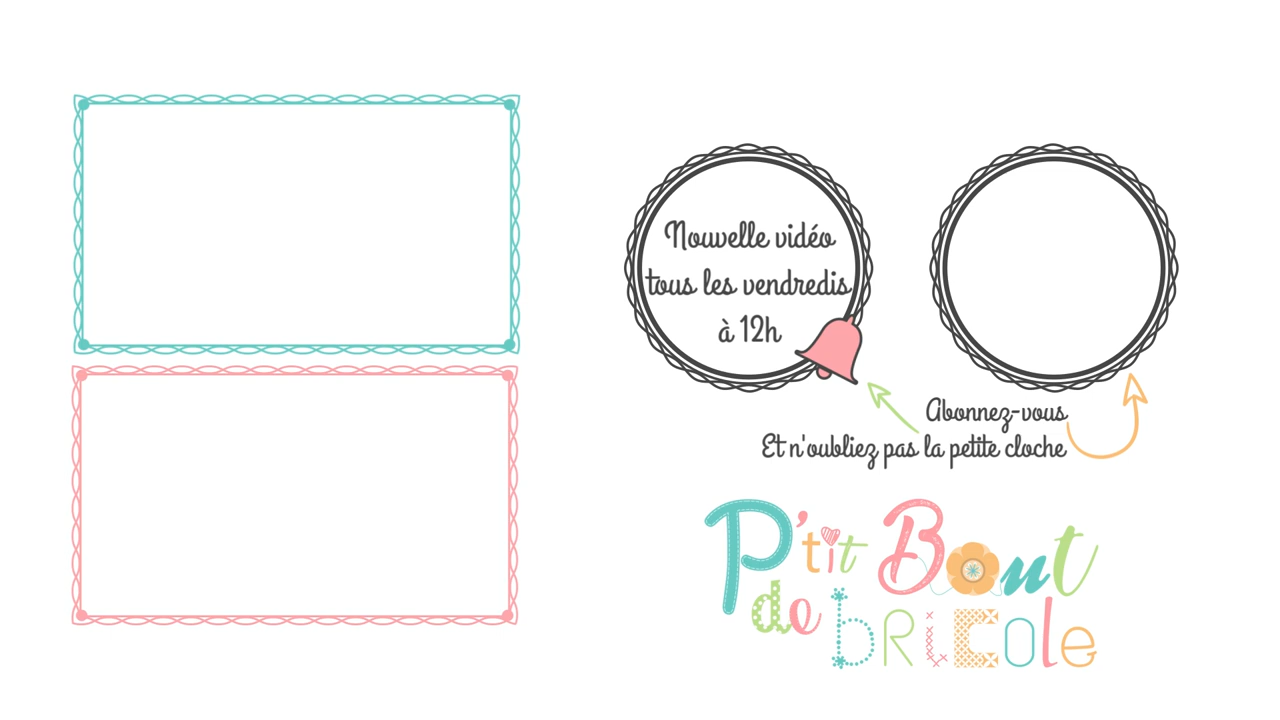 Nouvelle vidéo
tous les vendredis
à 12h
Abonnez-vous
Et n'oubliez pas la petite cloche
P'tit Bout
de bricole